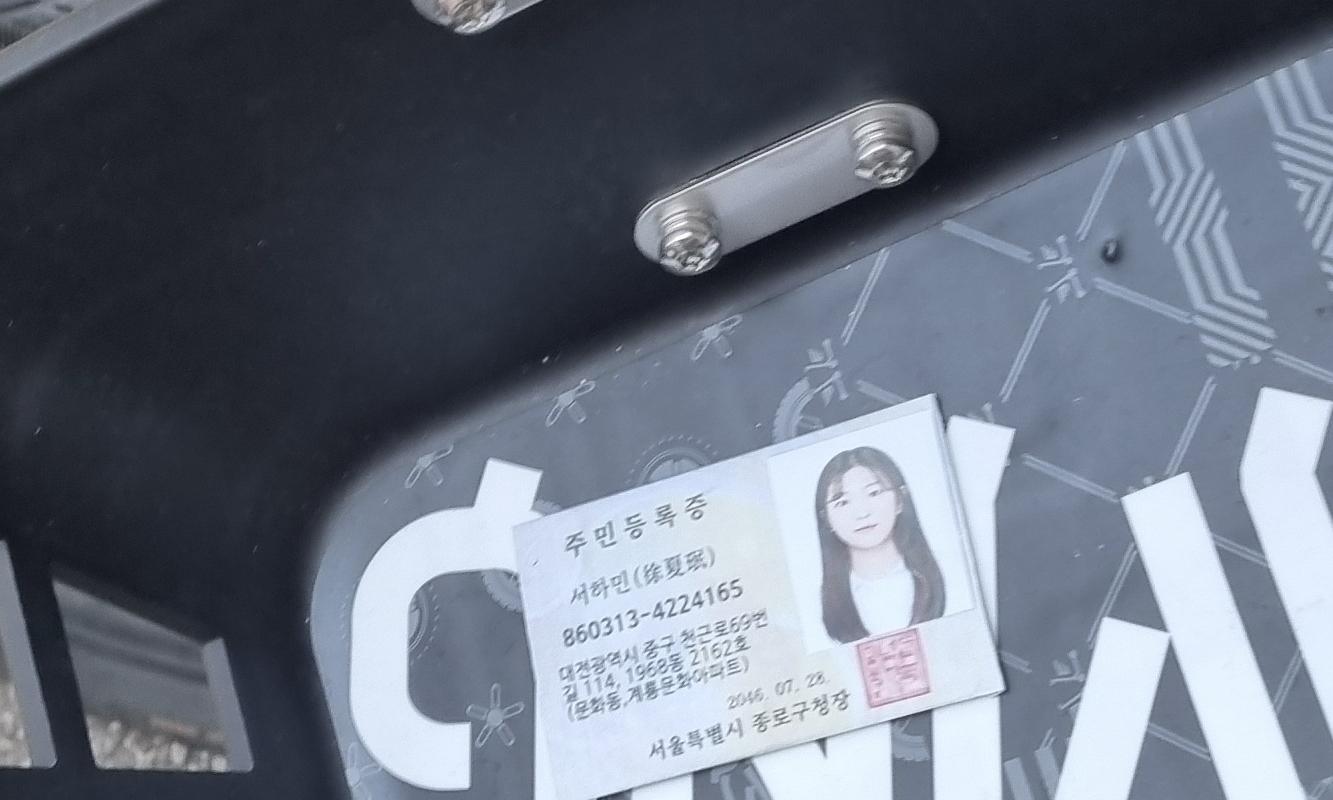 주민등록증
서하민(徐夏珉)
860313-4224165
대전광역시 중구 천근로69번
길 114, 1968동 2162호
(문화동,계룡문화아파트)
2046. 07. 28.
서울특별시 종로구청장